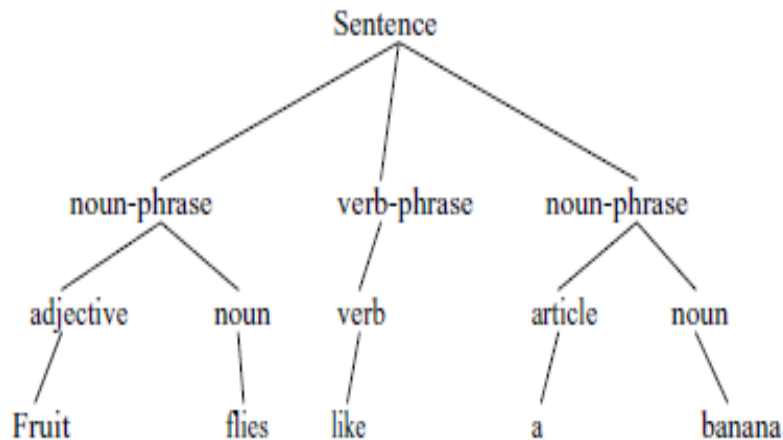 Sentence
noun-phrase verb-phrase noun-phrase
adjective noun verb article noun
Fruit flies like a banana